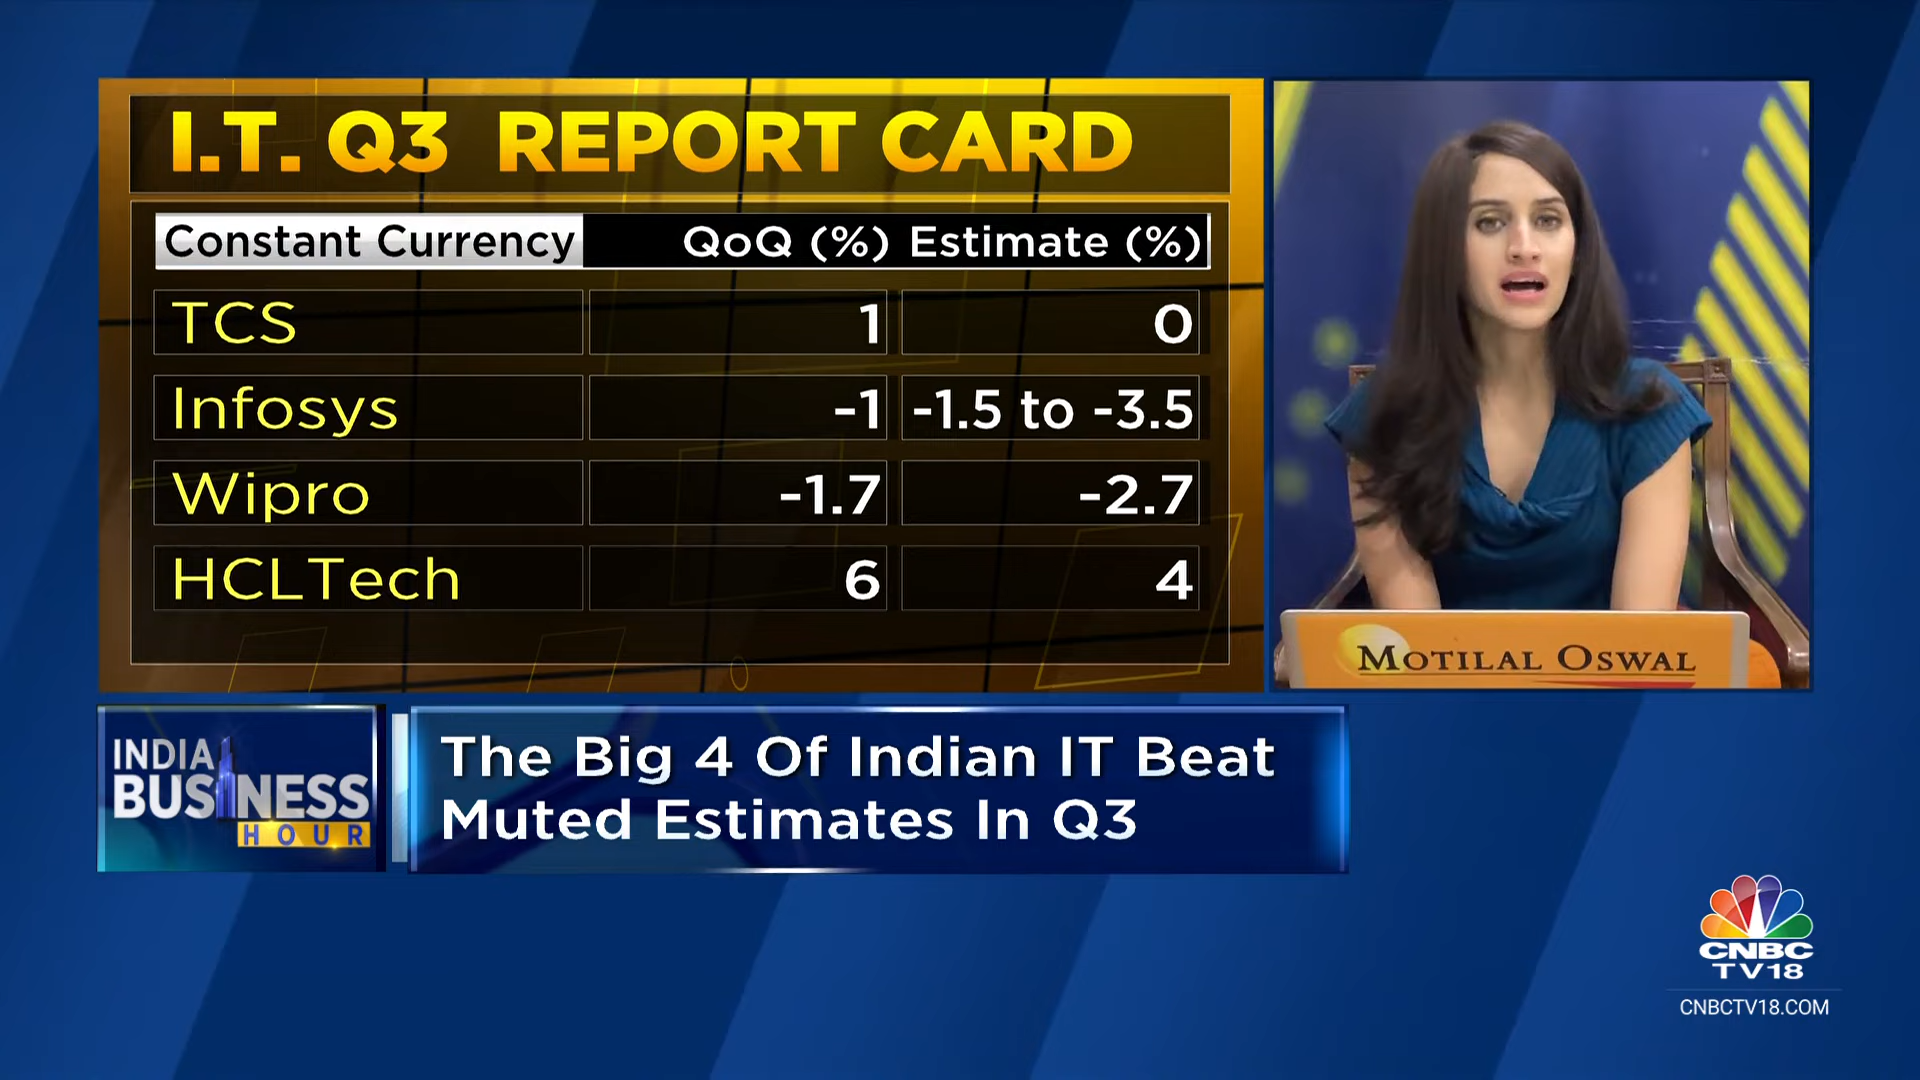 I.T. Q3 REPORT CARD
Constant Currency QoQ (%) Estimate (%)
TCS 1 0
Infosys -1 -1.5 to -3.5
Wipro -1.7 -2.7
HCLTech 6 4
MOTILAL OSWAL
INDIA
BUSINESS
HOUR
The Big 4 Of Indian IT Beat
Muted Estimates In Q3
CNBC
TV18
CNBCTV18.COM